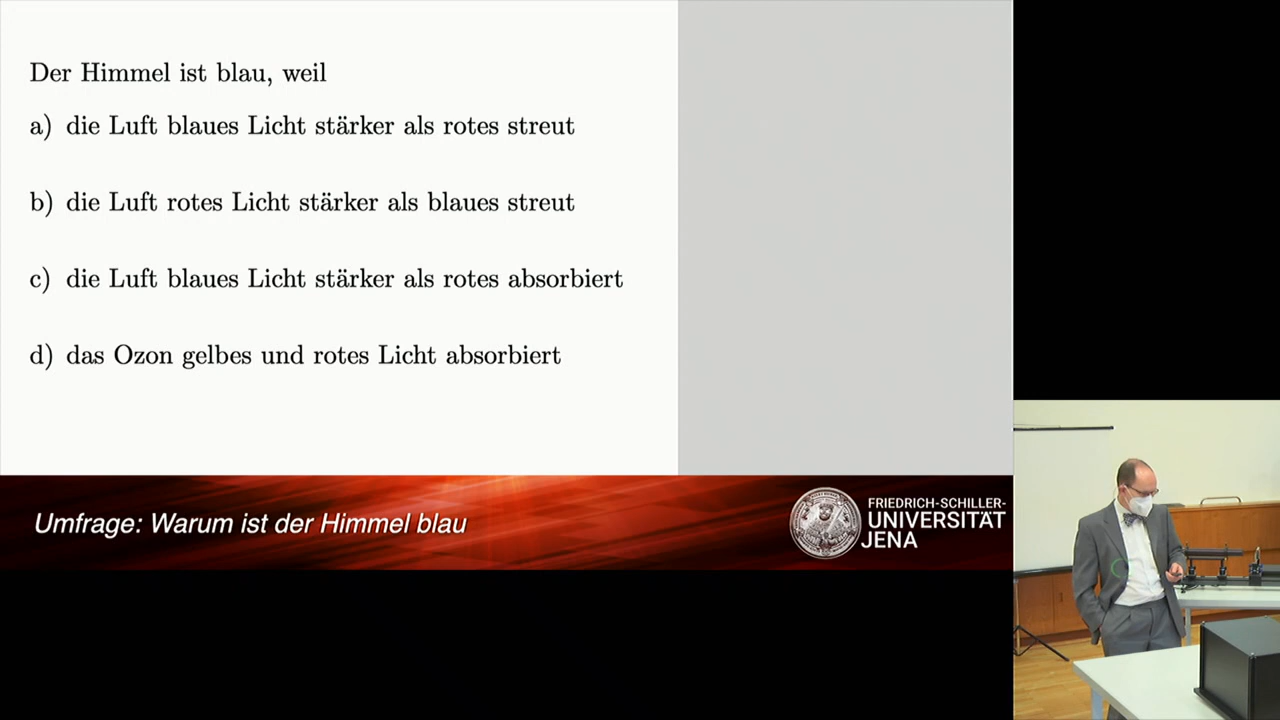 Der Himmel ist blau, weil
a) die Luft blaues Licht stärker als rotes streut
b) die Luft rotes Licht stärker als blaues streut
c) die Luft blaues Licht stärker als rotes absorbiert
d) das Ozon gelbes und rotes Licht absorbiert
Umfrage: Warum ist der Himmel blau
FRIEDRICH-SCHILLER-
UNIVERSITÄT
JENA